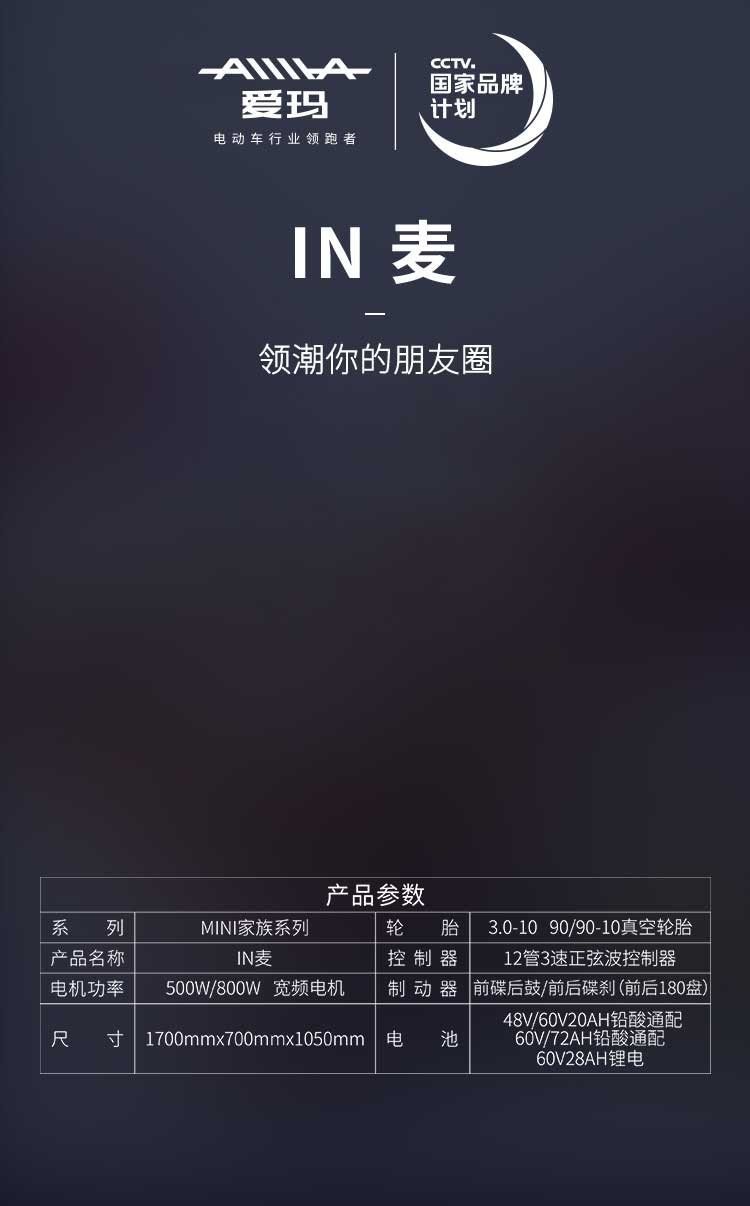 AIMA
爱玛
电动车行业领跑者
CCTV.
国家品牌
计划
IN 麦
领潮你的朋友圈
产品参数
系 列 MINI家族系列 轮 胎 3.0-10 90/90-10真空轮胎
产品名称 IN麦 控制器 12管3速正弦波控制器
电机功率 500W/800W 宽频电机 制动器 前碟后鼓/前后碟刹(前后180盘)
尺 寸 1700mmx700mmx1050mm 电 池 48V/60V20AH铅酸通配
60V/72AH铅酸通配
60V28AH锂电